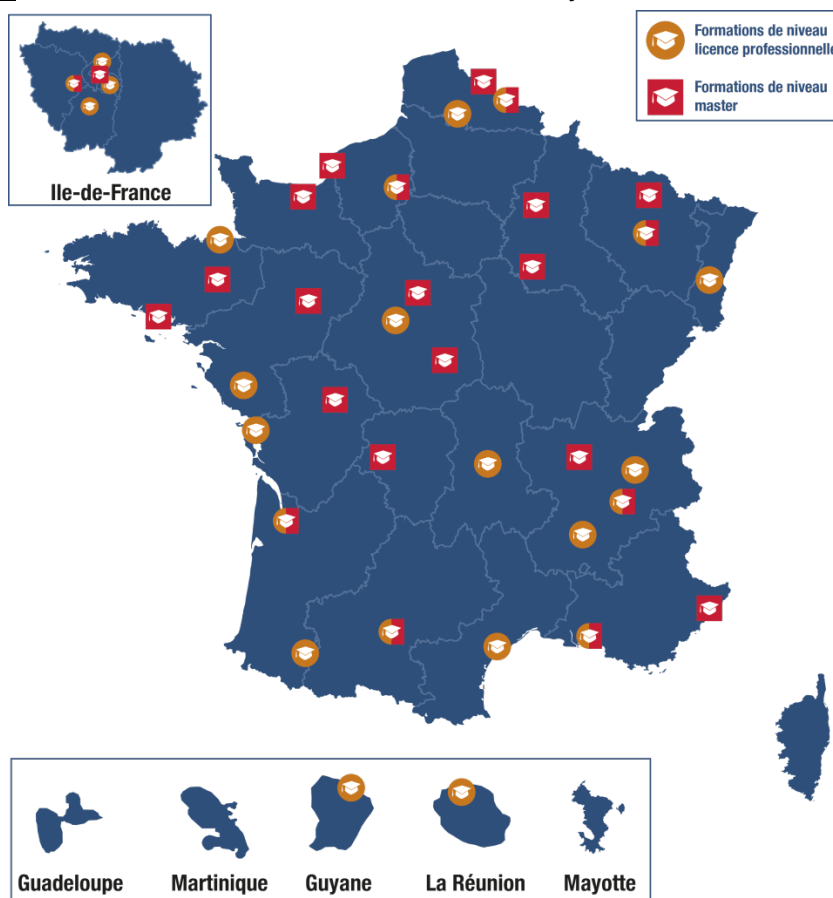 Formations de niveau
licence professionnelle
Formations de niveau
master
Ile-de-France
Guadeloupe
Martinique
Guyane
La Réunion
Mayotte